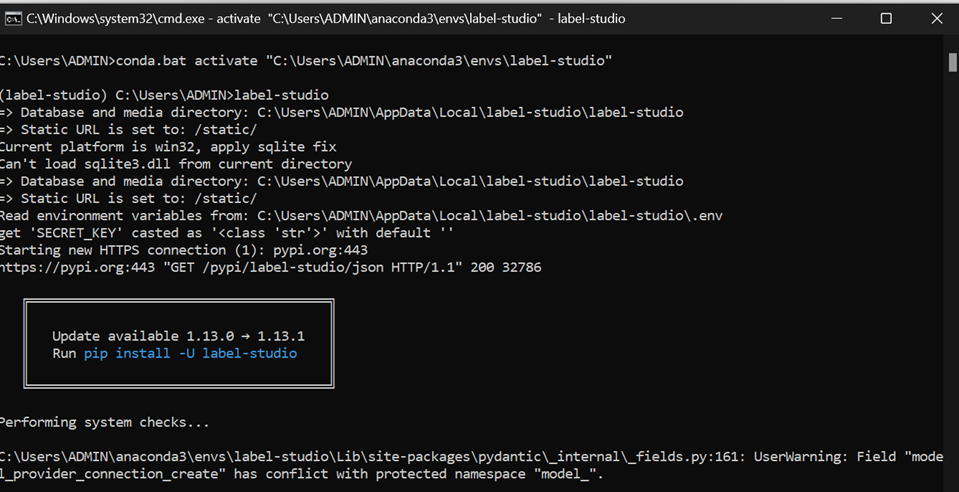 C:\Windows\system32\cmd.exe - activate "C:\Users\ADMIN\anaconda3\envs\label-studio" - label-studio
C:\Users\ADMIN>conda.bat activate "C:\Users\ADMIN\anaconda3\envs\label-studio"
(label-studio) C:\Users\ADMIN>label-studio
=> Database and media directory: C:\Users\ADMIN\AppData\Local\label-studio\label-studio
=> Static URL is set to: /static/
Current platform is win32, apply sqlite fix
Can't load sqlite3.dll from current directory
=> Database and media directory: C:\Users\ADMIN\AppData\Local\label-studio\label-studio
=> Static URL is set to: /static/
Read environment variables from: C:\Users\ADMIN\AppData\Local\label-studio\label-studio\.env
get 'SECRET_KEY' casted as '<class 'str'>' with default ''
Starting new HTTPS connection (1): pypi.org:443
https://pypi.org:443 "GET /pypi/label-studio/json HTTP/1.1" 200 32786
Update available 1.13.0 → 1.13.1
Run pip install -U label-studio
Performing system checks...
C:\Users\ADMIN\anaconda3\envs\label-studio\Lib\site-packages\pydantic\_internal\_fields.py:161: UserWarning: Field "mode
l_provider_connection_create" has conflict with protected namespace "model_".